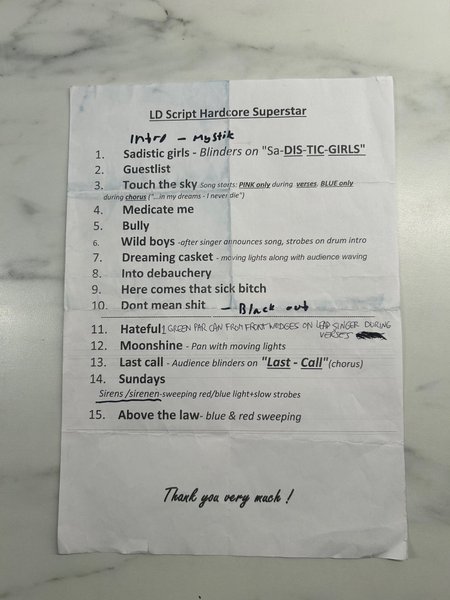 LD Script Hardcore Superstar
Intro - Mystik
1. Sadistic girls - Blinders on "Sa-DIS-TIC-GIRLS"
2. Guestlist
3. Touch the sky Song starts: PINK only during verses, BLUE only
during chorus ("...in my dreams - I never die")
4. Medicate me
5. Bully
6. Wild boys -after singer announces song, strobes on drum intro
7. Dreaming casket - moving lights along with audience waving
8. Into debauchery
9. Here comes that sick bitch
10. Dont mean shit - Black out
11. Hateful 1 GREEN PAR CAN FROM FRONT WEDGES ON LEAD SINGER DURING
VERSES
12. Moonshine - Pan with moving lights
13. Last call - Audience blinders on "Last - Call" (chorus)
14. Sundays
Sirens /sirenen-sweeping red/blue light+slow strobes
15. Above the law- blue & red sweeping
Thank you very much !